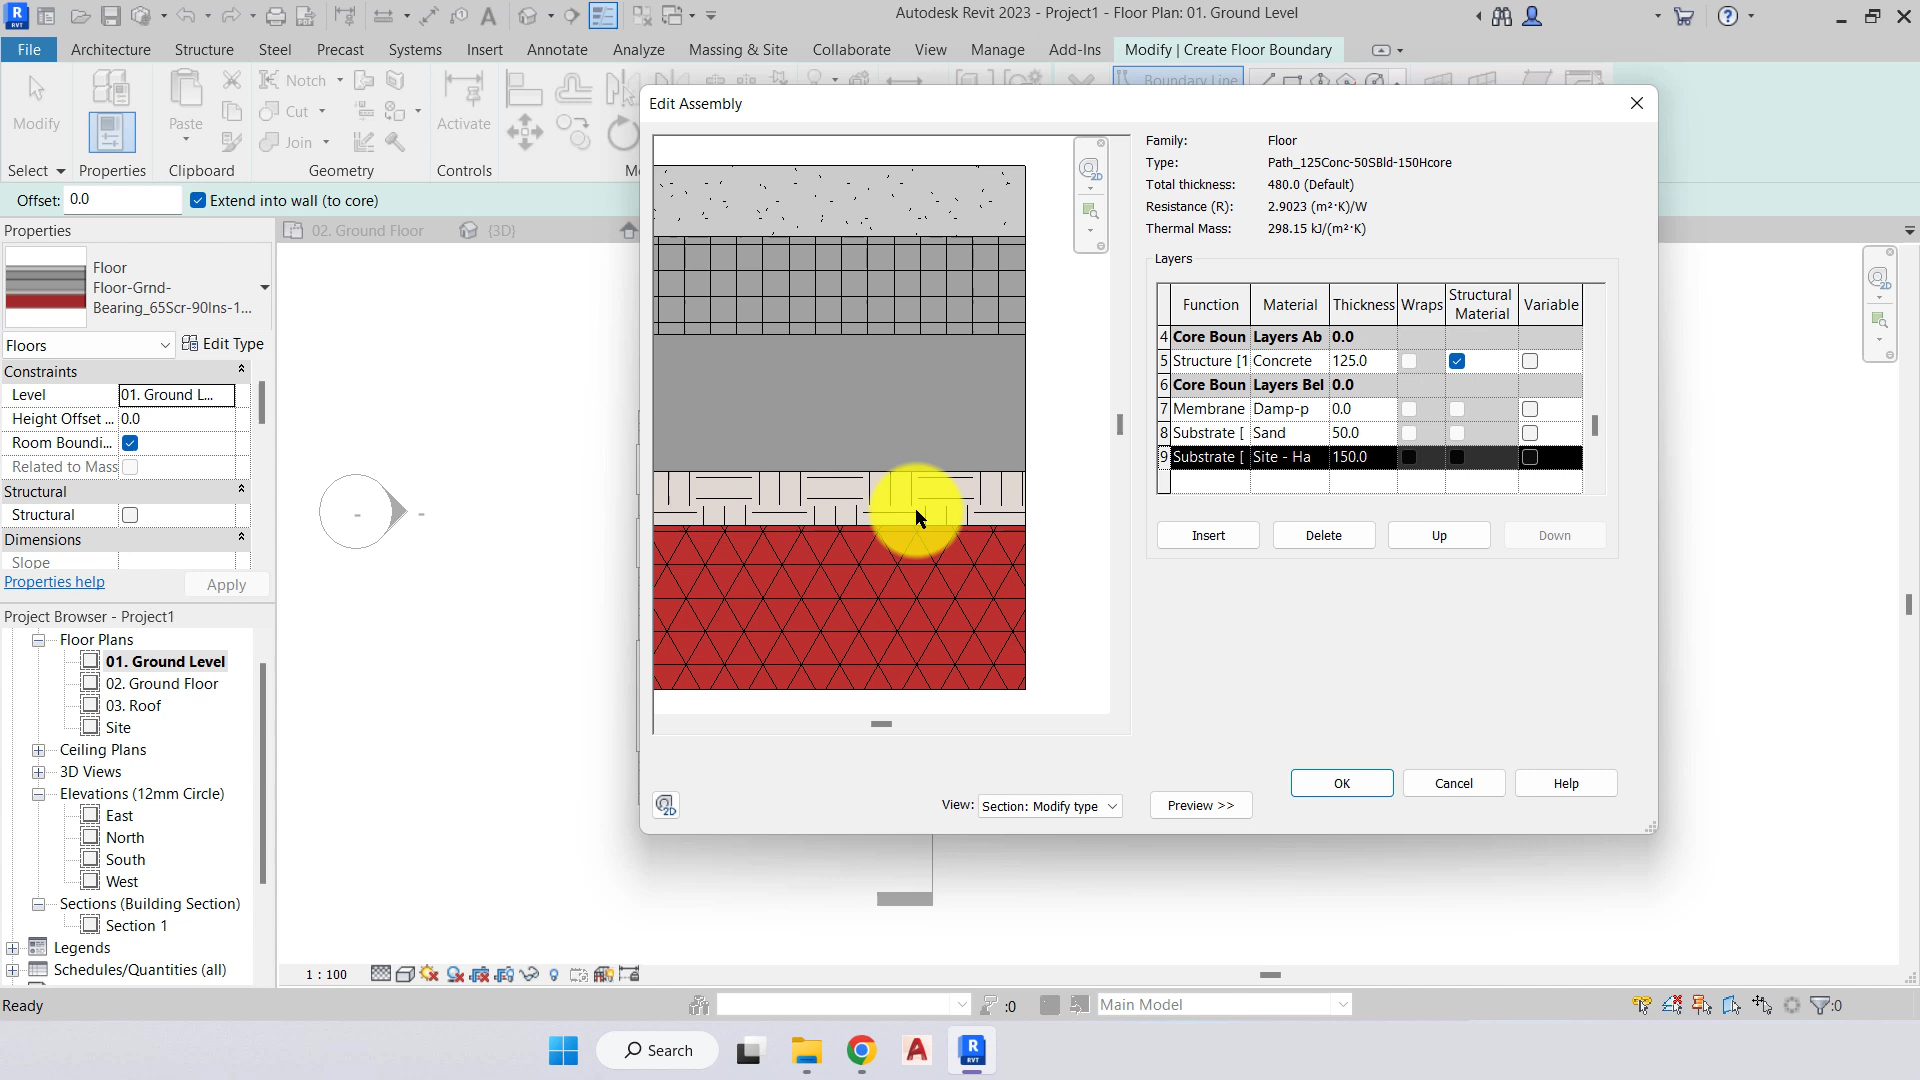 Autodesk Revit 2023 - Project1 - Floor Plan: 01. Ground Level
File Architecture Structure Steel Precast Systems Insert Annotate Analyze Massing & Site Collaborate View Manage Add-Ins Modify | Create Floor Boundary
Modify
Paste
Notch
Cut
Join
Activate
Boundary Line
Select Properties Clipboard Geometry Controls
Offset: 0.0 Extend into wall (to core)
Properties
Floor
Floor-Grnd-
Bearing_65Scr-90Ins-1...
Floors Edit Type
Constraints
Level 01. Ground L...
Height Offset ... 0.0
Room Boundi...
Related to Mass
Structural
Structural
Dimensions
Slope
Properties help Apply
Project Browser - Project1
Floor Plans
01. Ground Level
02. Ground Floor
03. Roof
Site
Ceiling Plans
3D Views
Elevations (12mm Circle)
East
North
South
West
Sections (Building Section)
Section 1
Legends
Schedules/Quantities (all)
02. Ground Floor {3D}
Edit Assembly
Family: Floor
Type: Path_125Conc-50SBld-150Hcore
Total thickness: 480.0 (Default)
Resistance (R): 2.9023 (m²·K)/W
Thermal Mass: 298.15 kJ/(m²·K)
Layers
Function Material Thickness Wraps Structural Material Variable
4 Core Boun Layers Ab 0.0
5 Structure [1 Concrete 125.0
6 Core Boun Layers Bel 0.0
7 Membrane Damp-p 0.0
8 Substrate [ Sand 50.0
9 Substrate [ Site - Ha 150.0
Insert Delete Up Down
OK Cancel Help
View: Section: Modify type Preview >>
1 : 100
Ready
:0
Main Model
:0
Search